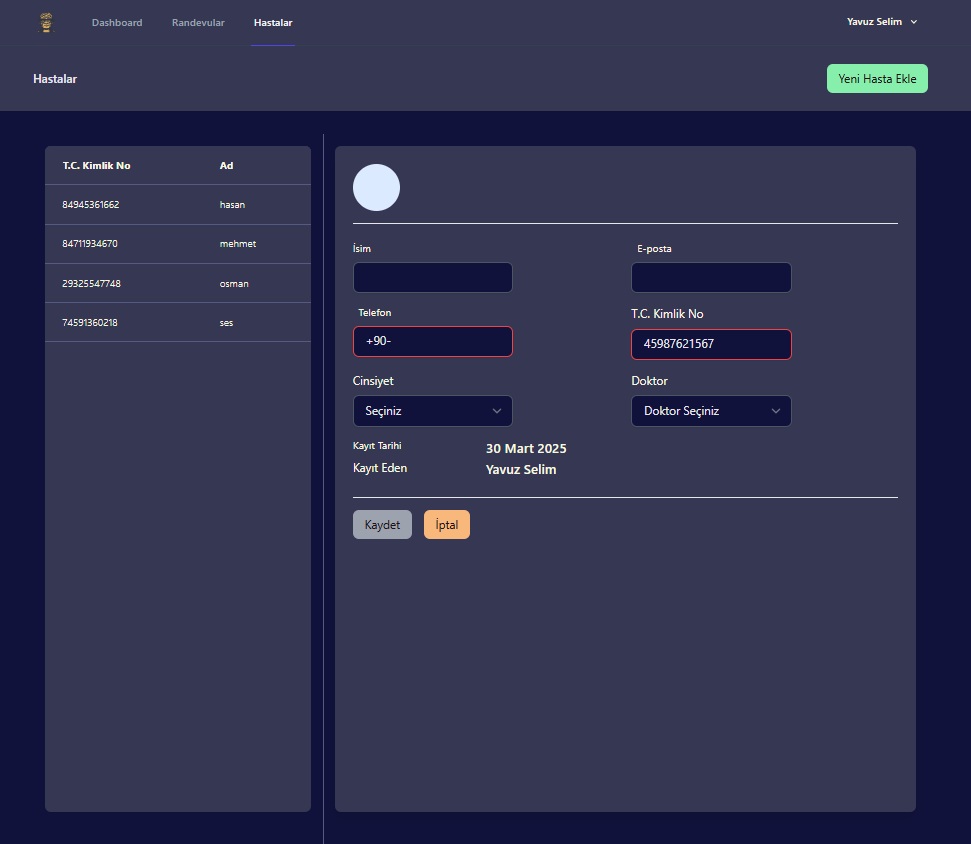 Dashboard Randevular Hastalar Yavuz Selim
Hastalar Yeni Hasta Ekle
T.C. Kimlik No Ad
84945361662 hasan
84711934670 mehmet
29325547748 osman
74591360218 ses
İsim E-posta
Telefon T.C. Kimlik No
+90- 45987621567
Cinsiyet Doktor
Seçiniz Doktor Seçiniz
Kayıt Tarihi 30 Mart 2025
Kayıt Eden Yavuz Selim
Kaydet İptal